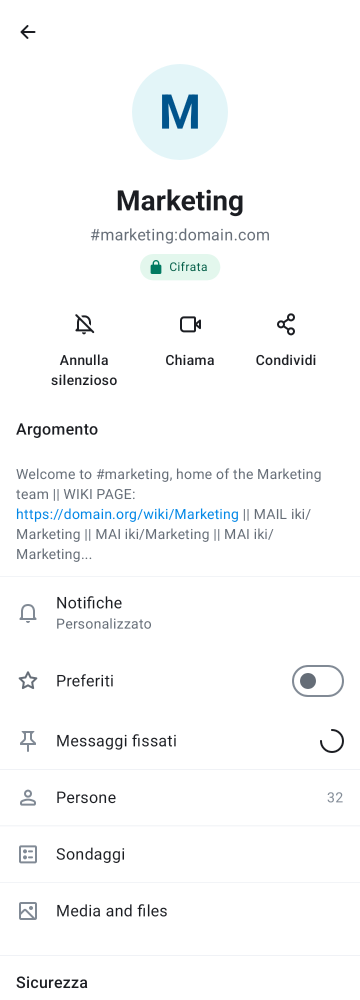 M
Marketing
#marketing:domain.com
Cifrata
Annulla
silenzioso
Chiama
Condividi
Argomento
Welcome to #marketing, home of the Marketing
team || WIKI PAGE:
https://domain.org/wiki/Marketing || MAIL iki/
Marketing || MAI iki/Marketing || MAI iki/
Marketing...
Notifiche
Personalizzato
Preferiti
Messaggi fissati
Persone 32
Sondaggi
Media and files
Sicurezza